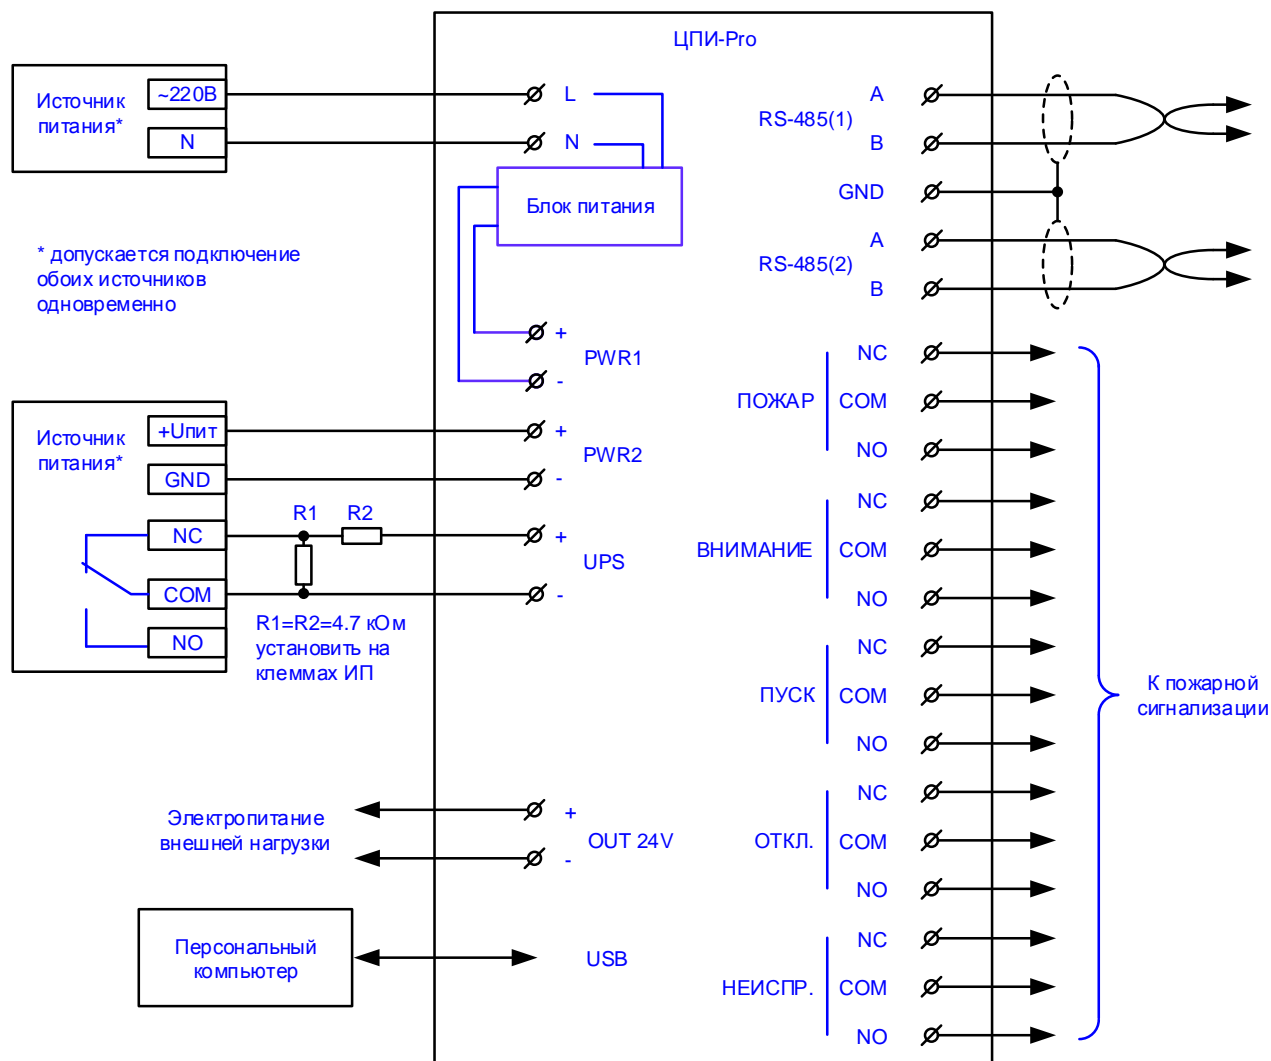 ЦПИ-Pro
Источник
питания*
~220В
N
L
N
Блок питания
* допускается подключение
обоих источников
одновременно
+
PWR1
-
Источник
питания*
+Uпит
GND
NC
COM
NO
R1
R2
R1=R2=4.7 кОм
установить на
клеммах ИП
+
PWR2
-
+
UPS
-
Электропитание
внешней нагрузки
+
OUT 24V
-
Персональный
компьютер
USB
A
RS-485(1)
B
GND
A
RS-485(2)
B
NC
ПОЖАР
COM
NO
NC
ВНИМАНИЕ
COM
NO
NC
ПУСК
COM
NO
NC
ОТКЛ.
COM
NO
NC
НЕИСПР.
COM
NO
К пожарной
сигнализации